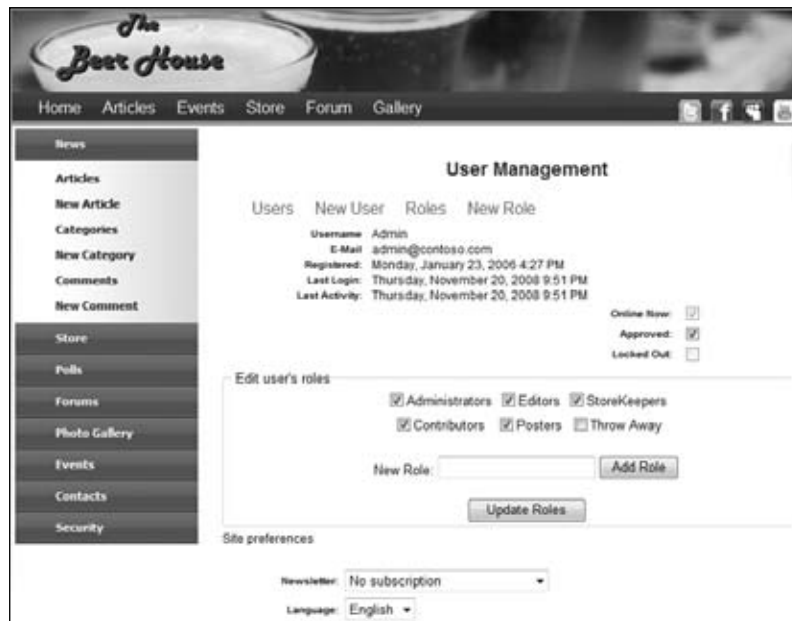 The
Beer House
Home Articles Events Store Forum Gallery
News
Articles
New Article
Categories
New Category
Comments
New Comment
Store
Polls
Forums
Photo Gallery
Events
Contacts
Security
User Management
Users New User Roles New Role
Username Admin
E-Mail admin@contoso.com
Registered: Monday, January 23, 2006 4:27 PM
Last Login: Thursday, November 20, 2008 9:51 PM
Last Activity: Thursday, November 20, 2008 9:51 PM
Online Now:
Approved:
Locked Out:
Edit user's roles
Administrators Editors StoreKeepers
Contributors Posters Throw Away
New Role: Add Role
Update Roles
Site preferences
Newsletter: No subscription
Language: English